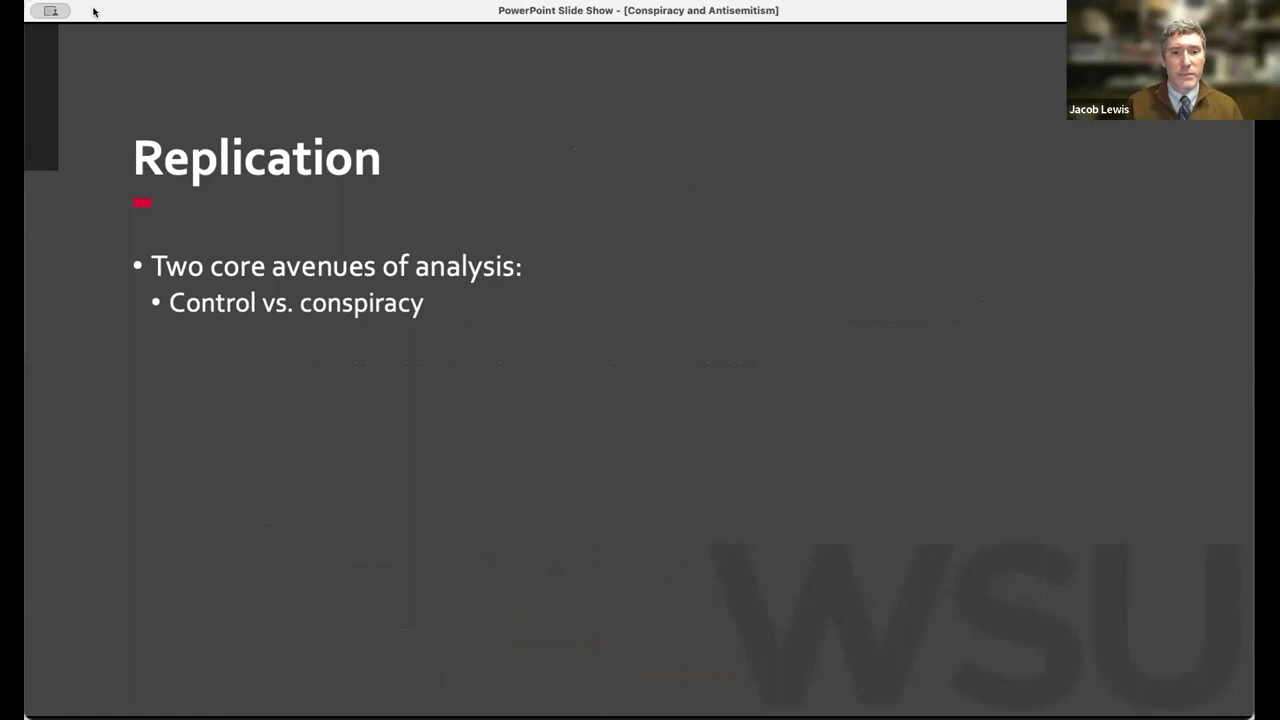 PowerPoint Slide Show - [Conspiracy and Antisemitism]
Jacob Lewis
Replication
• Two core avenues of analysis:
• Control vs. conspiracy
WSU